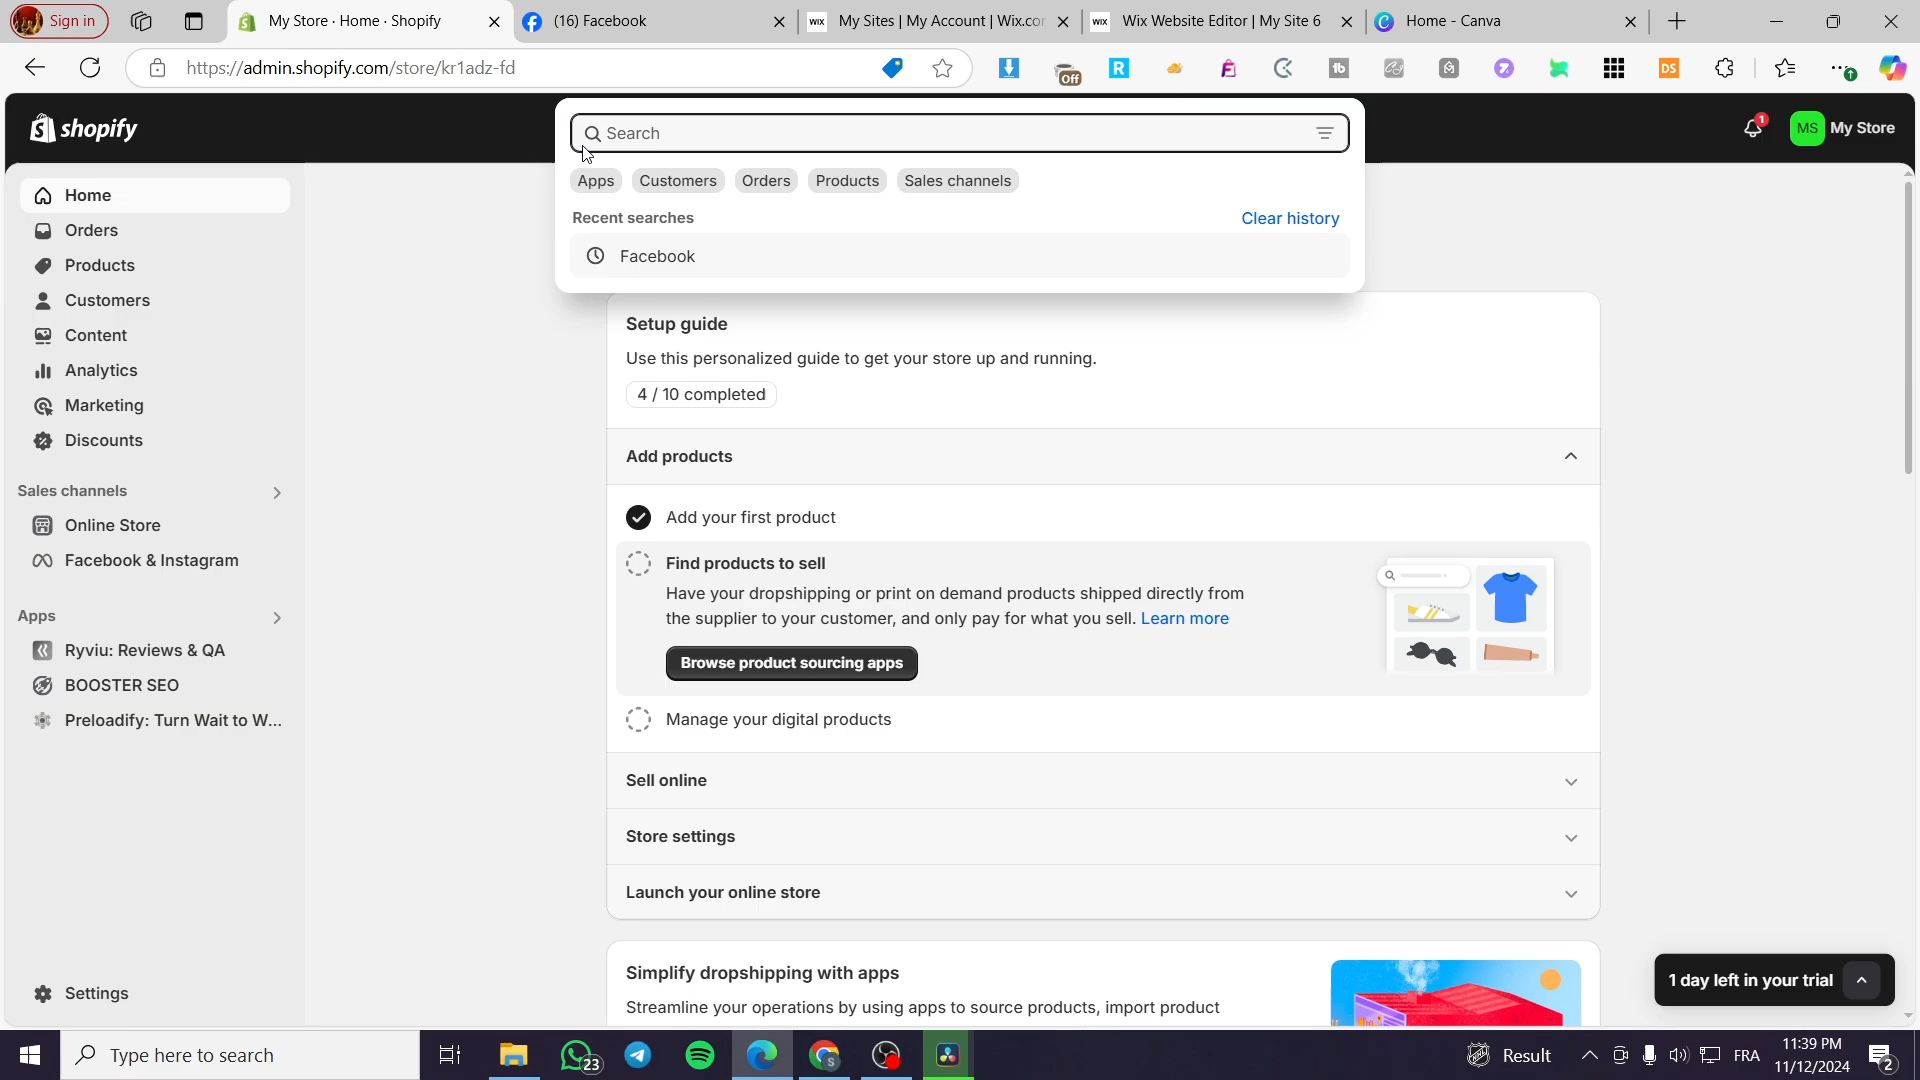 Sign in
My Store · Home · Shopify
(16) Facebook
WIX
My Sites | My Account | Wix.co
WIX
Wix Website Editor | My Site 6
Home - Canva
https://admin.shopify.com/store/kr1adz-fd
Off
R
tb
DS
shopify
Search
1
MS
My Store
Apps
Customers
Orders
Products
Sales channels
Recent searches
Clear history
Facebook
Home
Orders
Products
Customers
Content
Analytics
Marketing
Discounts
Sales channels
Online Store
Facebook & Instagram
Apps
Ryviu: Reviews & QA
BOOSTER SEO
Preloadify: Turn Wait to W...
Settings
Setup guide
Use this personalized guide to get your store up and running.
4 / 10 completed
Add products
Add your first product
Find products to sell
Have your dropshipping or print on demand products shipped directly from
the supplier to your customer, and only pay for what you sell. Learn more
Browse product sourcing apps
Manage your digital products
Sell online
Store settings
Launch your online store
Simplify dropshipping with apps
Streamline your operations by using apps to source products, import product
1 day left in your trial
Type here to search
23
S
Result
FRA
11:39 PM
11/12/2024
2